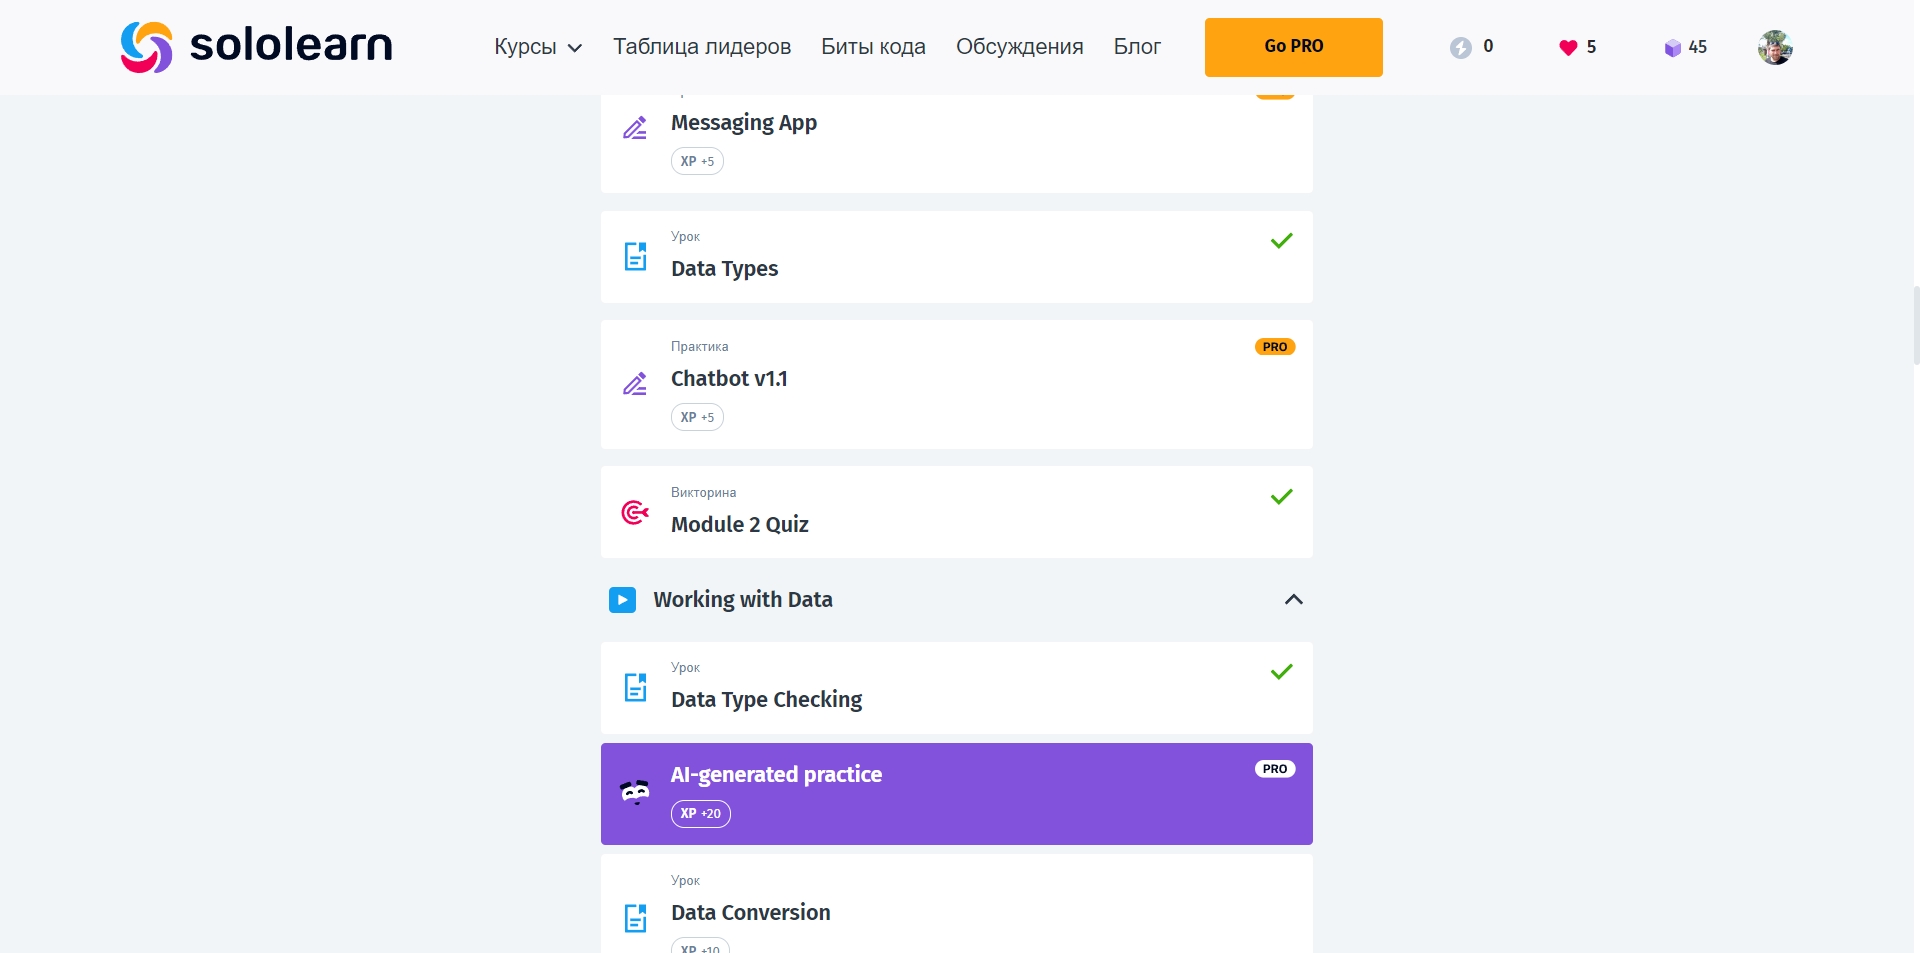 sololearn
Курсы
Таблица лидеров
Биты кода
Обсуждения
Блог
Go PRO
0
5
45
Messaging App
XP +5
Урок
Data Types
Практика
PRO
Chatbot v1.1
XP +5
Викторина
Module 2 Quiz
Working with Data
Урок
Data Type Checking
AI-generated practice
PRO
XP +20
Урок
Data Conversion
XP +10